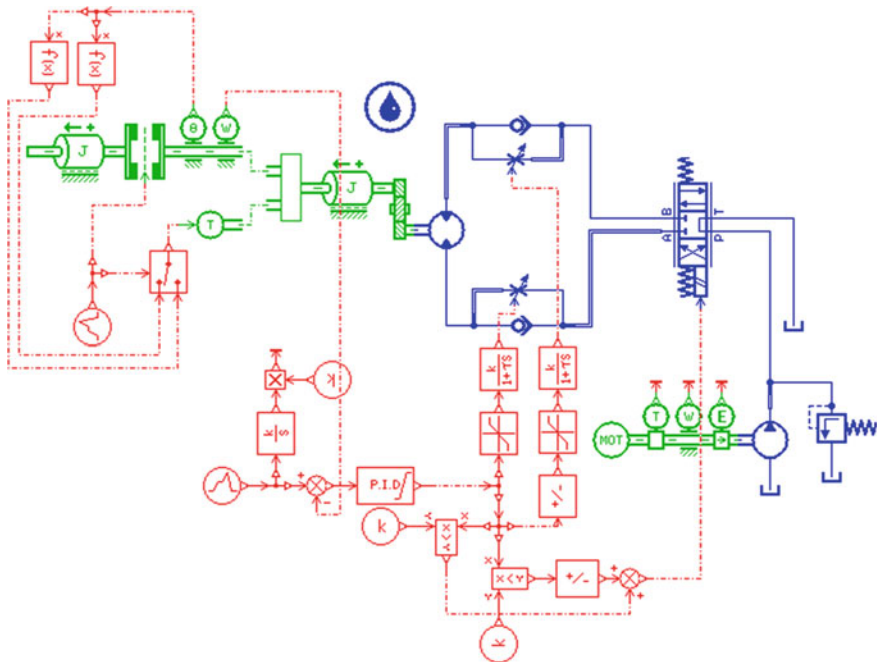 x
x
f(x)
f(x)
+
J
θ
W
+
J
T
B
T
A
P
k
1+TS
k
1+TS
k
k
S
T
W
E
MOT
+
-
P.I.D
+/-
k
Y
X
X<Y
X
X<Y
Y
+/-
+
+
k